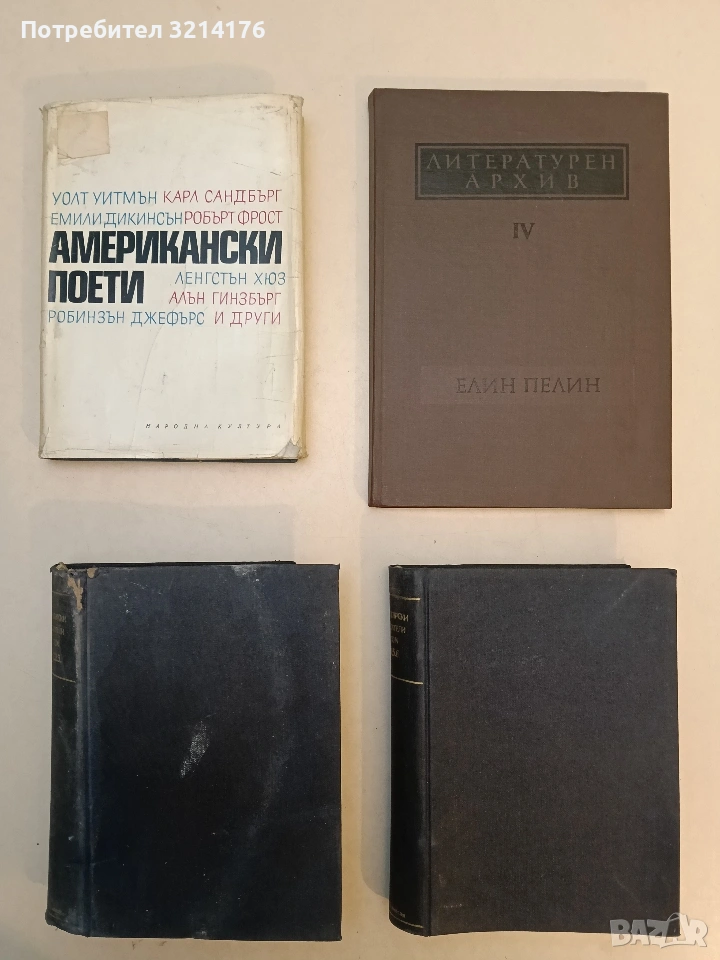 Потребител 3214176
УОЛТ УИТМЪН КАРЛ САНДБЪРГ
ЕМИЛИ ДИКИНСЪН РОБЪРТ ФРОСТ
АМЕРИКАНСКИ
ПОЕТИ
ЛЕНГСТЪН ХЮЗ
АЛЪН ГИНЗБЪРГ
РОБИНЗЪН ДЖЕФЪРС И ДРУГИ
НАРОДНА КУЛТУРА
ЛИТЕРАТУРЕН
АРХИВ
IV
ЕЛИН ПЕЛИН
BAZAR